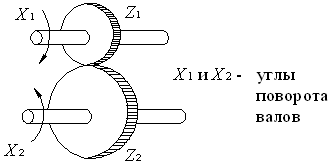 X1 Z1
X1 и X2 - углы
поворота
валов
X2 Z2